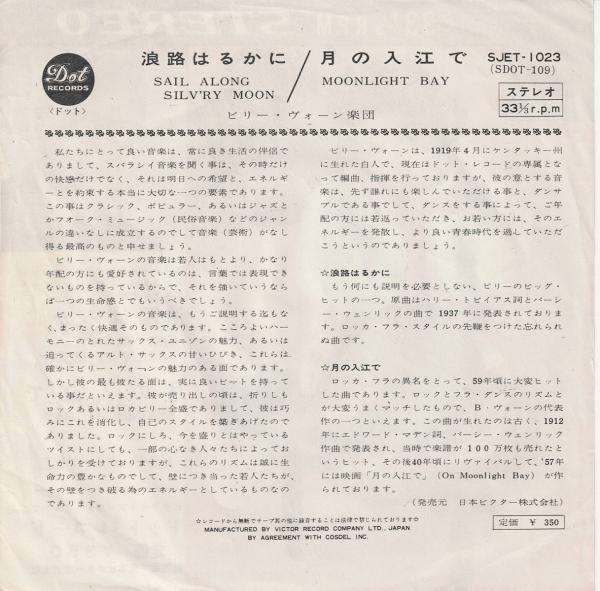 Dot
RECORDS
〈ドット〉
浪路はるかに/月の入江で
SAIL ALONG SILV'RY MOON / MOONLIGHT BAY
ビリー・ヴォーン楽団
SJET-1023
(SDOT-109)
ステレオ
33⅓r.p.m
私たちにとって良い音楽は、常に良き生活の伴侶で
ありまして、スバラシイ音楽を聞く事は、その時だけ
の快感だけでなく、それは明日への希望と、エネルギ
ーとを約束する本当に大切な一つの要素であります。
この事はクラシック、ポピュラー、あるいはジャズと
かフォーク・ミュージック(民俗音楽)などのジャン
ルの違いなしに成立するのでして音楽(芸術)がなし
得る最高のものと申せましょう。
ビリー・ヴォーンの音楽は若人はもとより、かなり
年配の方にも愛好されているのは、言葉では表現でき
ないものを持っているからで、それを強いていうなら
ば一つの生命感とでもいうべきでしょう。
ビリー・ヴォーンの音楽は、もうご説明する迄もな
く、まったく快適そのものであります。こころよいハー
モニーのとれたサックス・ユニゾンの魅力、あるいは
迫ってくるアルト・サックスの甘いひびき、これらは
確かにビリー・ヴォーンの魅力のある面であります。
しかし彼の最も彼たる面は、実に良いビートを持って
いる事だといえます。彼が売り出しの頃は、折りしも
ロックあるいはロカビリー全盛でありまして、彼は巧
みにこれを消化し、自己のスタイルを築きあげたので
ありました。ロックにしろ、今を盛りとはやっている
ツイストにしても、一部の心なき人々たちによってお
しかりを受けておりますが、これらのリズムは誠に生
命力の豊かなものでして、壁につき当った若人たちが、
その壁をつき破る為のエネルギーとしているものなの
であります。
ビリー・ヴォーンは、1919年4月にケンタッキー州
に生れた白人で、現在はドット・レコードの専属とな
って編曲、指揮を行っておりますが、彼の意とする音
楽は、先ず誰れにも楽しんでいただける事と、ダンサ
ブルである事でして、ダンスをする事によって、ご年
配の方には若返っていただき、お若い方には、そのエ
ネルギーを発散し、より良い青春時代を過していただ
こうというのでありましょう。
☆浪路はるかに
もう何にも説明を必要としない、ビリーのビッグ・
ヒットの一つ。原曲はハリー・トビイアス詞とパーシ
ー・ウェンリックの曲で1937年に発表されておりま
す。ロッカ・フラ・スタイルの先鞭をつけた忘れられ
ぬ曲です。
☆月の入江で
ロッカ・フラの異名をとって、59年頃に大変ヒット
した曲であります。ロックとフラ・ダンスのリズムと
が大変うまくマッチしたもので、B・ヴォーンの代表
作の一つといえます。この曲が生れたのは古く、1912
年にエドワード・マデン詞、パーシー・ウェンリック
作曲で発表され、当時で楽譜が100万枚も売れたと
いうヒット、その後40年頃にリヴァイバルして、'57年
には映画「月の入江で」(On Moonlight Bay)が作
られております。
(発売元 日本ビクター株式会社)
☆レコードから無断でテープ其の他に録音することは法律で禁じられております☆
MANUFACTURED BY VICTOR RECORD COMPANY LTD., JAPAN
BY AGREEMENT WITH COSDEL INC.
定価 ¥ 350